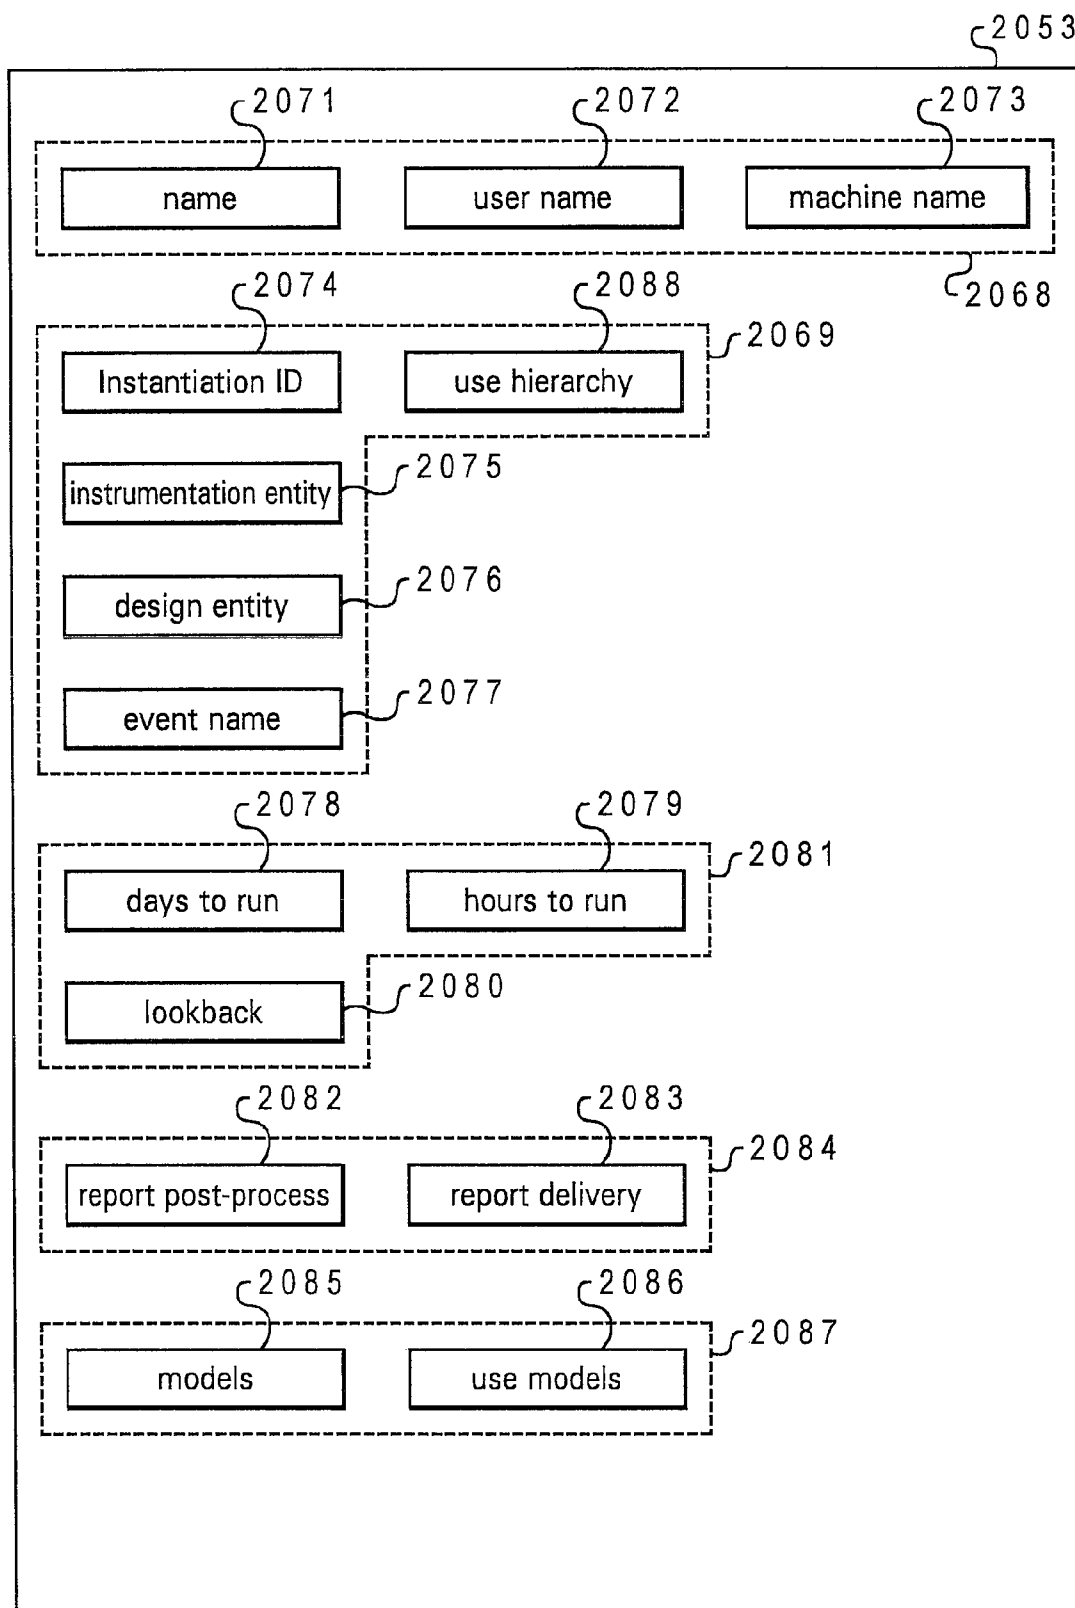 2053
2071 2072 2073
name user name machine name
2068
2074 2088
2069
Instantiation ID use hierarchy
2075
instrumentation entity
2076
design entity
2077
event name
2078 2079
2081
days to run hours to run
2080
lookback
2082 2083
2084
report post-process report delivery
2085 2086
2087
models use models